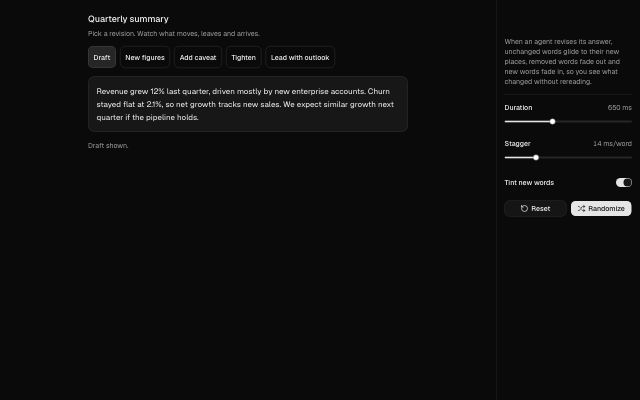 Quarterly summary
Pick a revision. Watch what moves, leaves and arrives.
Draft
New figures
Add caveat
Tighten
Lead with outlook
Revenue grew 12% last quarter, driven mostly by new enterprise accounts. Churn
stayed flat at 2.1%, so net growth tracks new sales. We expect similar growth next
quarter if the pipeline holds.
Draft shown.
When an agent revises its answer,
unchanged words glide to their new
places, removed words fade out and
new words fade in, so you see what
changed without rereading.
Duration 650 ms
Stagger 14 ms/word
Tint new words
Reset
Randomize